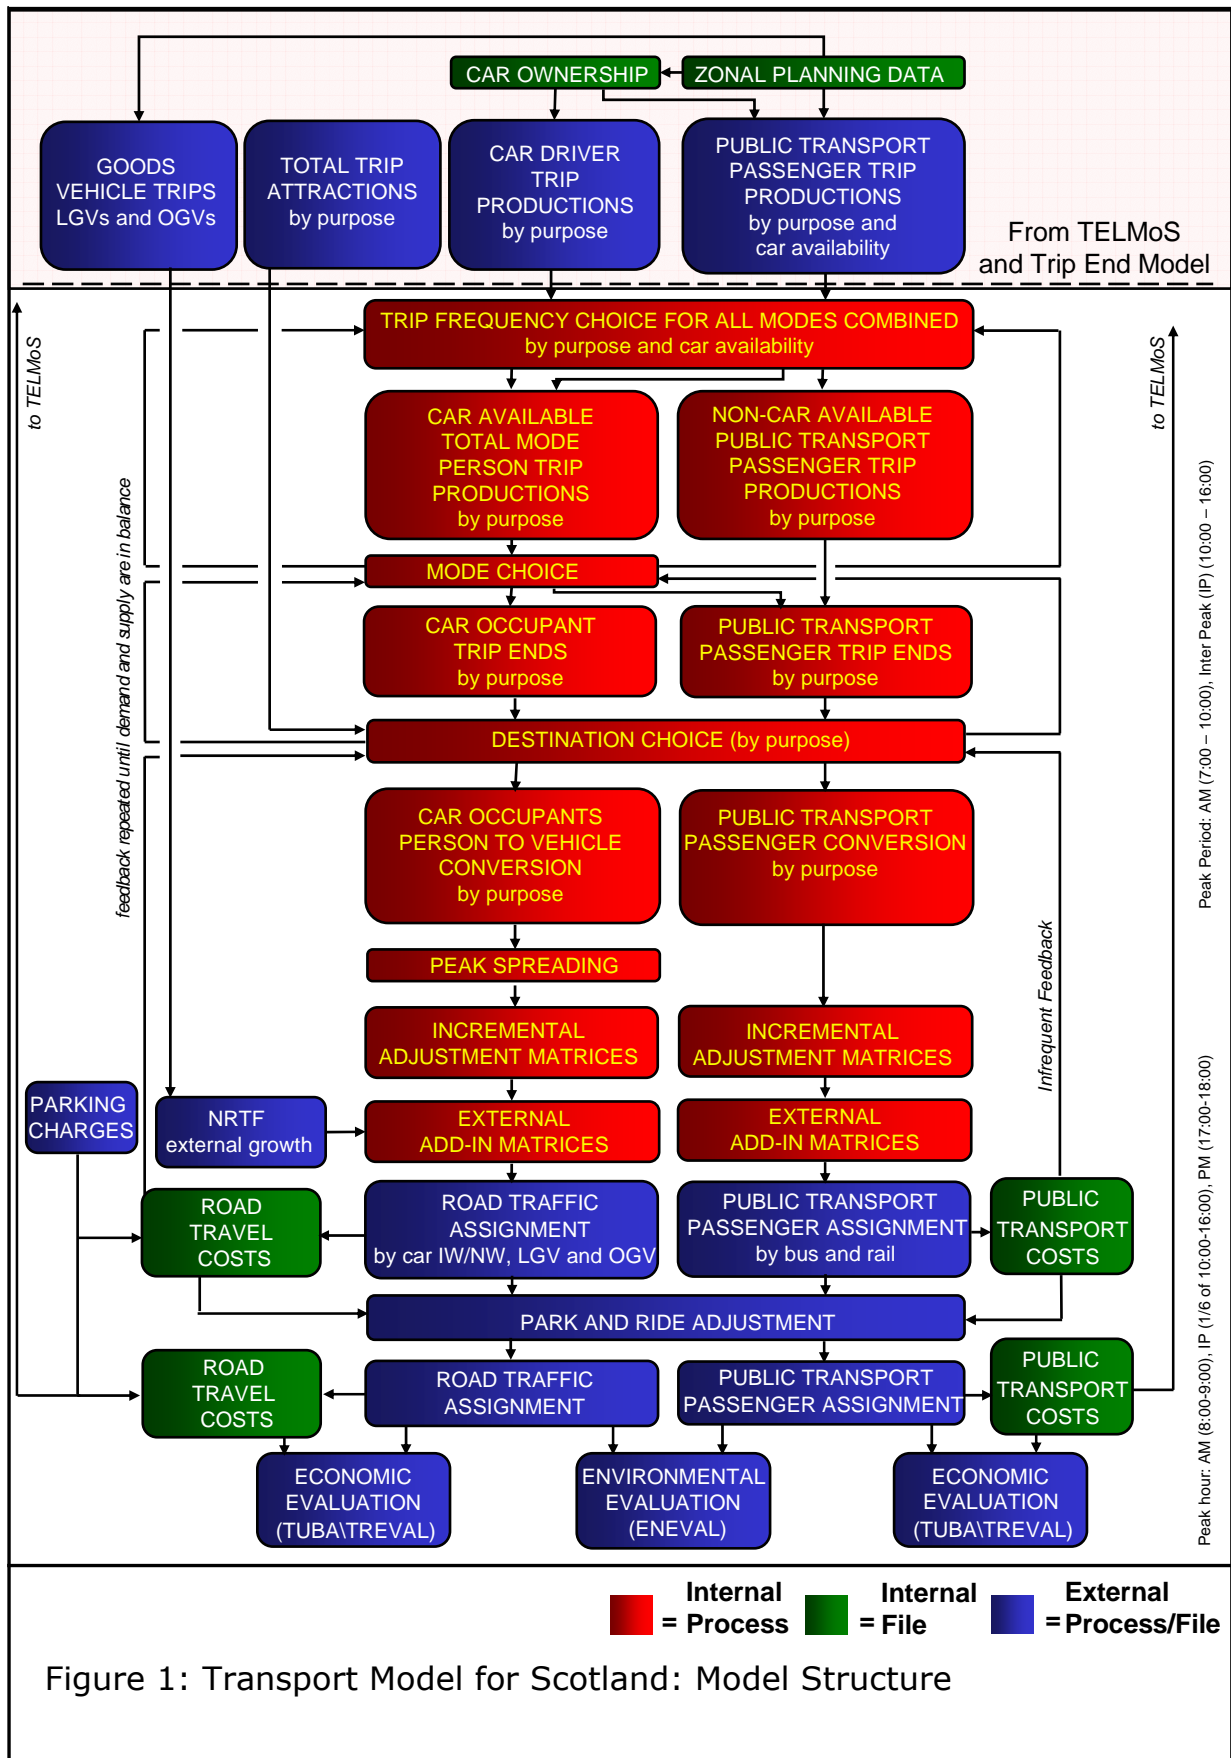 CAR OWNERSHIP
ZONAL PLANNING DATA
GOODS
VEHICLE TRIPS
LGVs and OGVs
TOTAL TRIP
ATTRACTIONS
by purpose
CAR DRIVER
TRIP
PRODUCTIONS
by purpose
PUBLIC TRANSPORT
PASSENGER TRIP
PRODUCTIONS
by purpose and
car availability
From TELMoS
and Trip End Model
to TELMoS
TRIP FREQUENCY CHOICE FOR ALL MODES COMBINED
by purpose and car availability
to TELMoS
CAR AVAILABLE
TOTAL MODE
PERSON TRIP
PRODUCTIONS
by purpose
NON-CAR AVAILABLE
PUBLIC TRANSPORT
PASSENGER TRIP
PRODUCTIONS
by purpose
feedback repeated until demand and supply are in balance
Peak Period: AM (7:00 – 10:00), Inter Peak (IP) (10:00 – 16:00)
MODE CHOICE
CAR OCCUPANT
TRIP ENDS
by purpose
PUBLIC TRANSPORT
PASSENGER TRIP ENDS
by purpose
DESTINATION CHOICE (by purpose)
CAR OCCUPANTS
PERSON TO VEHICLE
CONVERSION
by purpose
PUBLIC TRANSPORT
PASSENGER CONVERSION
by purpose
PEAK SPREADING
Infrequent Feedback
INCREMENTAL
ADJUSTMENT MATRICES
INCREMENTAL
ADJUSTMENT MATRICES
Peak hour: AM (8:00-9:00), IP (1/6 of 10:00-16:00), PM (17:00-18:00)
PARKING
CHARGES
NRTF
external growth
EXTERNAL
ADD-IN MATRICES
EXTERNAL
ADD-IN MATRICES
ROAD
TRAVEL
COSTS
ROAD TRAFFIC
ASSIGNMENT
by car IW/NW, LGV and OGV
PUBLIC TRANSPORT
PASSENGER ASSIGNMENT
by bus and rail
PUBLIC
TRANSPORT
COSTS
PARK AND RIDE ADJUSTMENT
ROAD
TRAVEL
COSTS
ROAD TRAFFIC
ASSIGNMENT
PUBLIC TRANSPORT
PASSENGER ASSIGNMENT
PUBLIC
TRANSPORT
COSTS
ECONOMIC
EVALUATION
(TUBA\TREVAL)
ENVIRONMENTAL
EVALUATION
(ENEVAL)
ECONOMIC
EVALUATION
(TUBA\TREVAL)
Internal
= Process
Internal
= File
External
= Process/File
Figure 1: Transport Model for Scotland: Model Structure